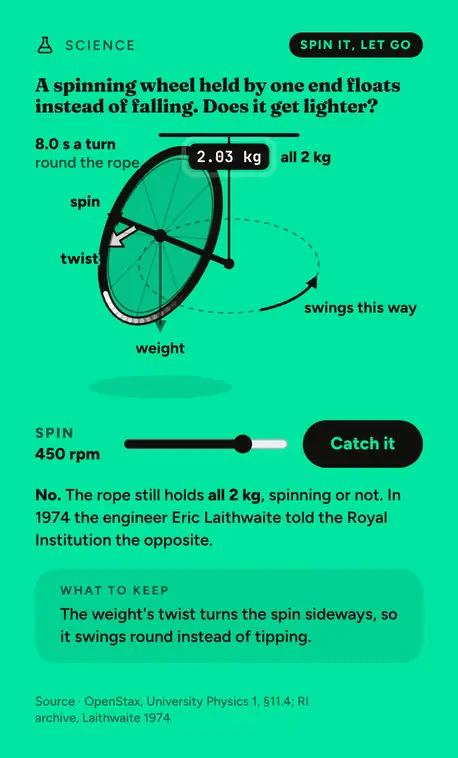 SCIENCE
SPIN IT, LET GO
A spinning wheel held by one end floats
instead of falling. Does it get lighter?
8.0 s a turn
round the rope
2.03 kg
all 2 kg
spin
twist
swings this way
weight
SPIN
450 rpm
Catch it
No. The rope still holds all 2 kg, spinning or not. In
1974 the engineer Eric Laithwaite told the Royal
Institution the opposite.
WHAT TO KEEP
The weight's twist turns the spin sideways, so
it swings round instead of tipping.
Source · OpenStax, University Physics 1, §11.4; RI
archive, Laithwaite 1974